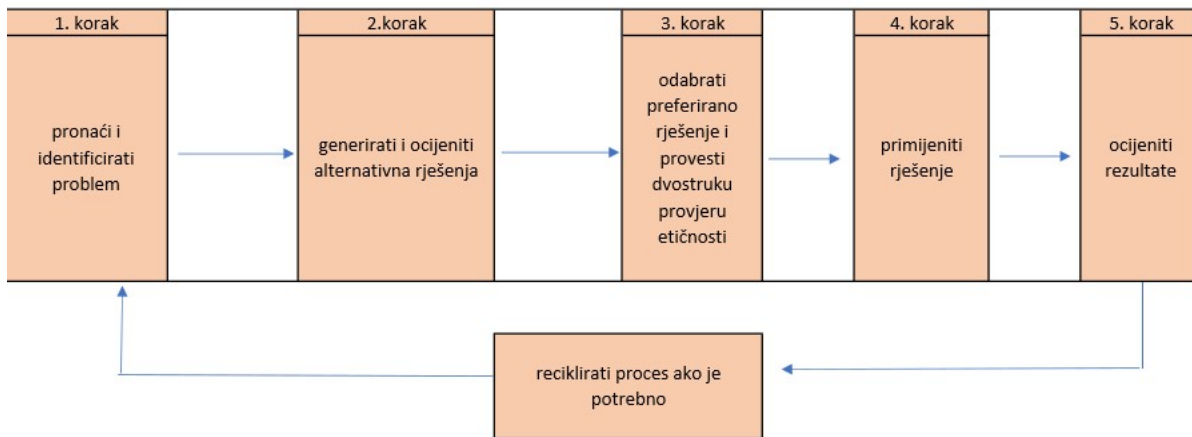 1. korak
pronaći i
identificirati
problem
2.korak
generirati i ocijeniti
alternativna rješenja
3. korak
odabrati
preferirano
rješenje i
provesti
dvostruku
provjeru
etičnosti
4. korak
primijeniti
rješenje
5. korak
ocijeniti
rezultate
reciklirati proces ako je
potrebno